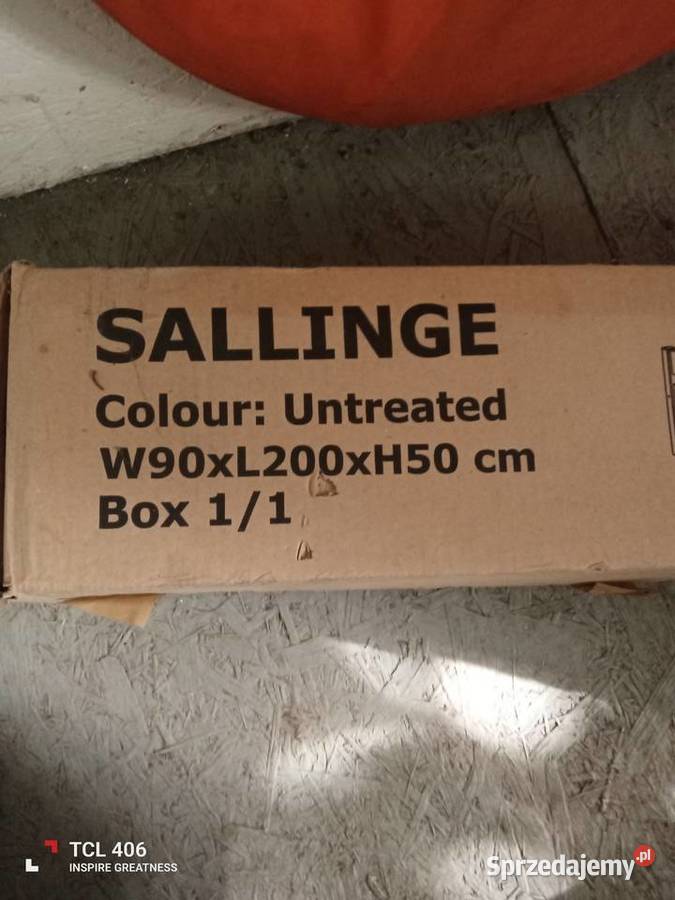 SALLINGE
Colour: Untreated
W90xL200xH50 cm
Box 1/1
TCL 406
INSPIRE GREATNESS
Sprzedajemy.pl